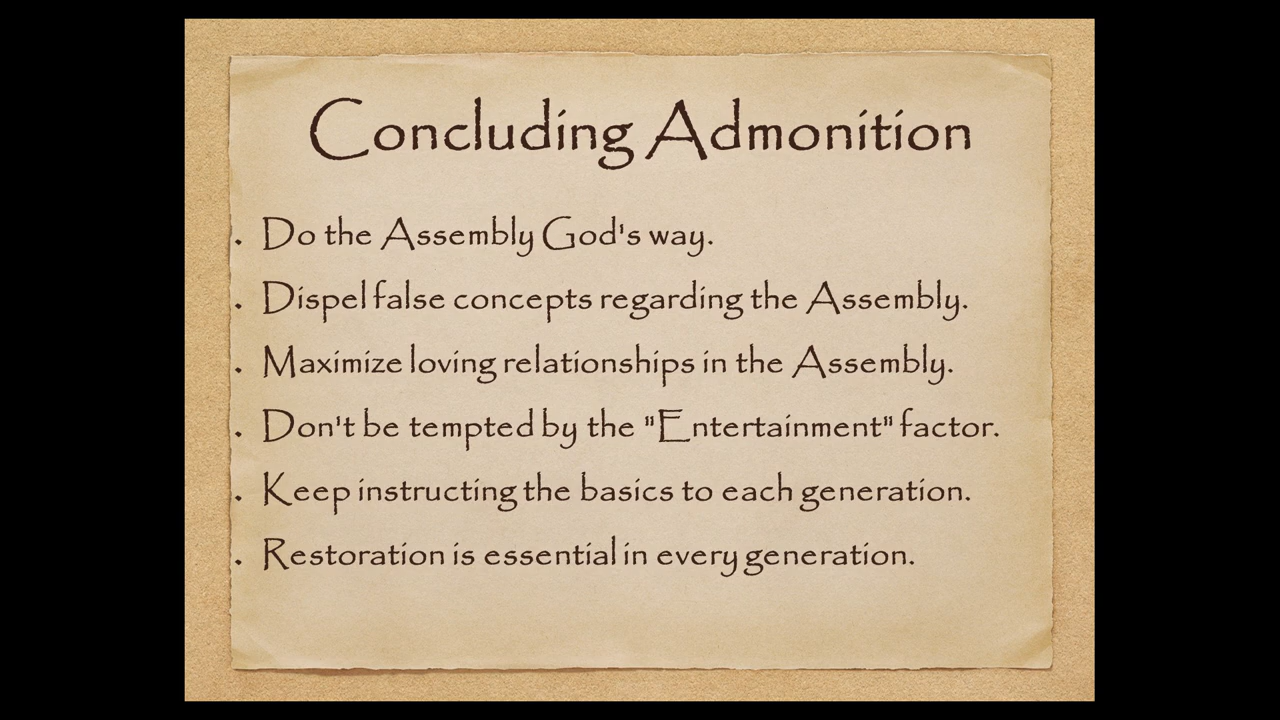 Concluding Admonition
. Do the Assembly God's way.
. Dispel false concepts regarding the Assembly.
. Maximize loving relationships in the Assembly.
. Don't be tempted by the "Entertainment" factor.
. Keep instructing the basics to each generation.
. Restoration is essential in every generation.